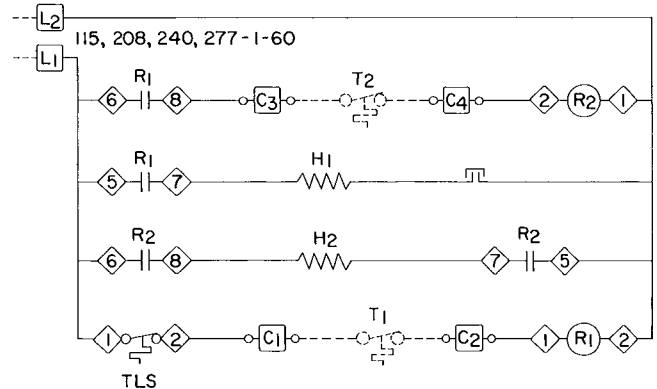 L2
115, 208, 240, 277-1-60
L1
R1 T2
6 8 C3 C4 2 R2 1
R1 H1
5 7
R2 H2 R2
6 8 7 5
T1
1 2 C1 C2 1 R1 2
TLS